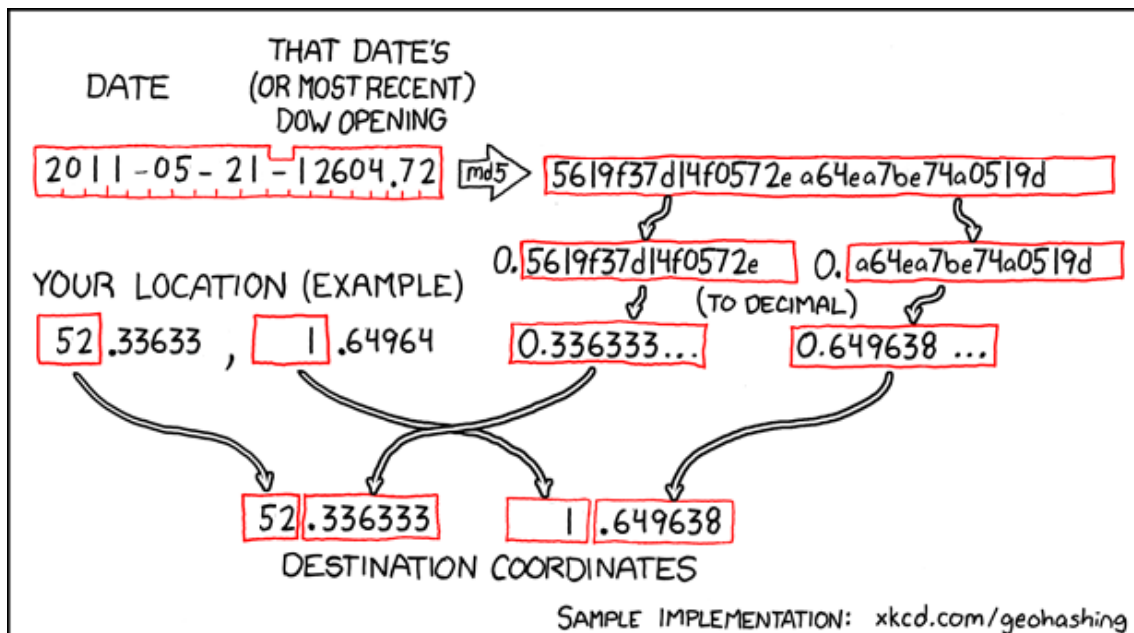 DATE
THAT DATE'S
(OR MOST RECENT)
DOW OPENING
2011-05-21-12604.72
md5
5619f37d14f0572ea64ea7be74a0519d
0.5619f37d14f0572e
0.a64ea7be74a0519d
YOUR LOCATION (EXAMPLE)
(TO DECIMAL)
52.33633, 1.64964
0.336333...
0.649638 ...
52.336333
1.649638
DESTINATION COORDINATES
SAMPLE IMPLEMENTATION: xkcd.com/geohashing